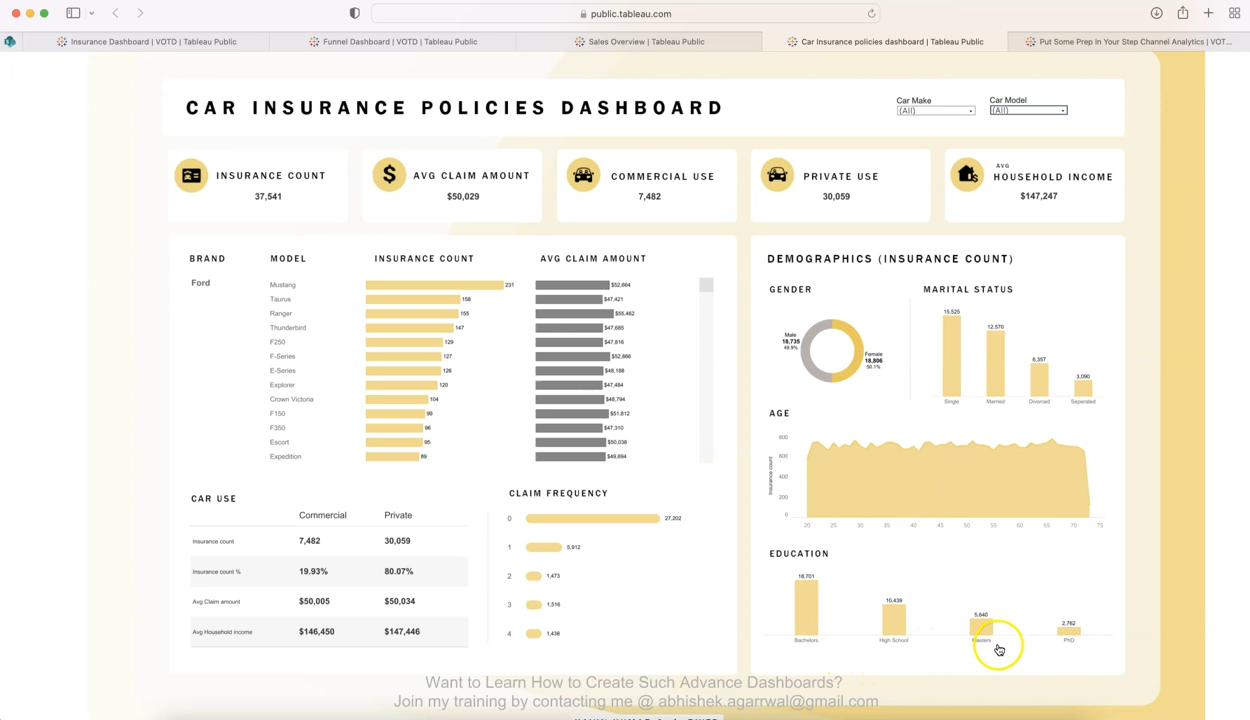 public.tableau.com
Insurance Dashboard | VOTD | Tableau Public
Funnel Dashboard | VOTD | Tableau Public
Sales Overview | Tableau Public
Car Insurance policies dashboard | Tableau Public
Put Some Prep In Your Step Channel Analytics | VOT...
CAR INSURANCE POLICIES DASHBOARD
Car Make
(All)
Car Model
(All)
INSURANCE COUNT
37,541
AVG CLAIM AMOUNT
$50,029
COMMERCIAL USE
7,482
PRIVATE USE
30,059
AVG
HOUSEHOLD INCOME
$147,247
BRAND MODEL INSURANCE COUNT AVG CLAIM AMOUNT
Ford Mustang 231 $52,664
Taurus 158 $47,421
Ranger 155 $55,462
Thunderbird 147 $47,685
F250 129 $47,816
F-Series 127 $52,866
E-Series 126 $48,188
Explorer 120 $47,484
Crown Victoria 104 $48,794
F150 99 $51,812
F350 96 $47,310
Escort 95 $50,038
Expedition 89 $49,694
CAR USE
Commercial Private
Insurance count 7,482 30,059
Insurance count % 19.93% 80.07%
Avg Claim amount $50,005 $50,034
Avg Household income $146,450 $147,446
CLAIM FREQUENCY
0 27,202
1 5,912
2 1,473
3 1,516
4 1,438
DEMOGRAPHICS (INSURANCE COUNT)
GENDER
Male
18,735
49.9%
Female
18,806
50.1%
MARITAL STATUS
15,525 12,570 6,357 3,090
Single Married Divorced Seperated
AGE
Insurance count
800
600
400
200
0
20 25 30 35 40 45 50 55 60 65 70 75
EDUCATION
18,701 10,439 5,640 2,762
Bachelors High School Masters PhD
Want to Learn How to Create Such Advance Dashboards?
Join my training by contacting me @ abhishek.agarrwal@gmail.com